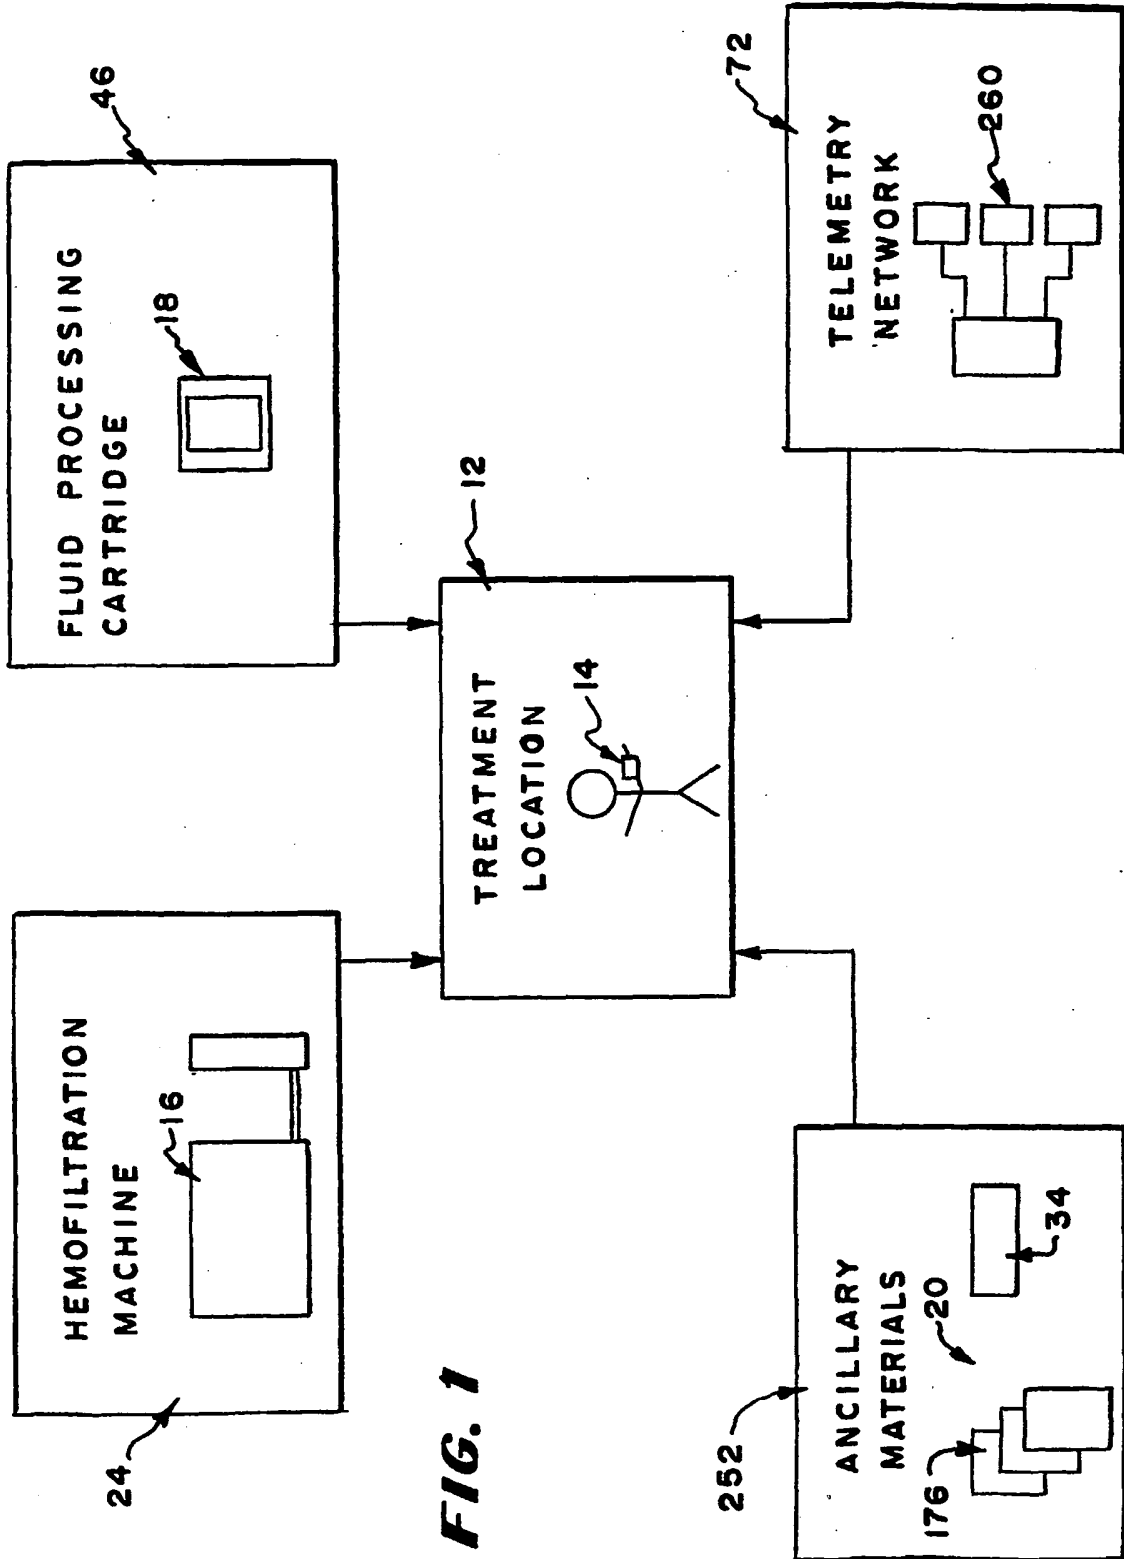 HEMOFILTRATION
MACHINE
16
24
FLUID PROCESSING
CARTRIDGE
18
46
TREATMENT
LOCATION
14
12
ANCILLARY
MATERIALS
20
34
176
252
TELEMETRY
NETWORK
260
72
FIG. 1